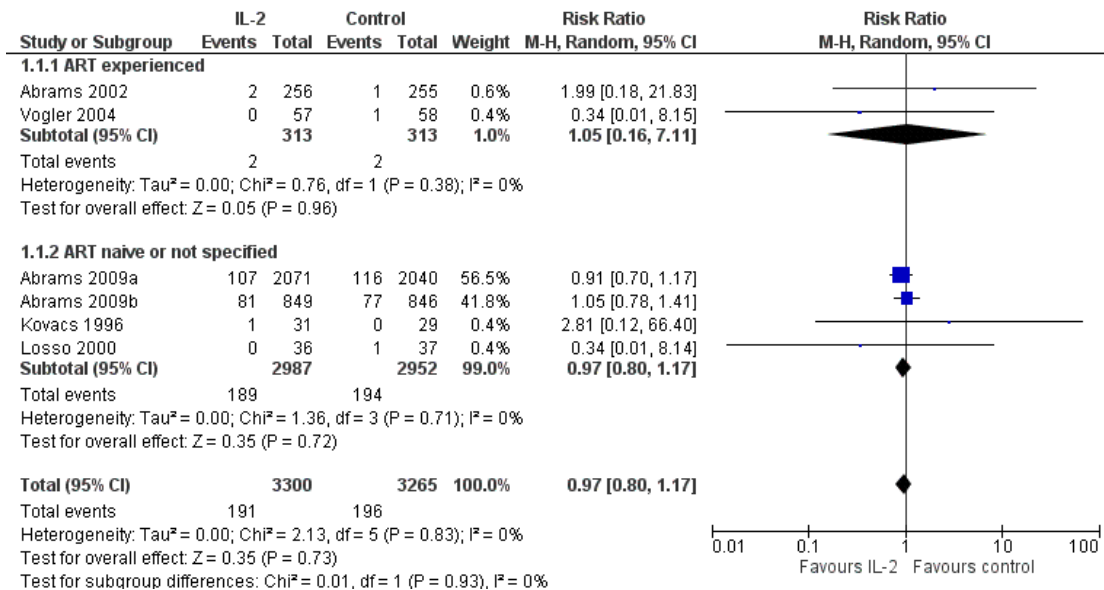 IL-2 Control Risk Ratio Risk Ratio
Study or Subgroup Events Total Events Total Weight M-H, Random, 95% CI M-H, Random, 95% CI
1.1.1 ART experienced
Abrams 2002 2 256 1 255 0.6% 1.99 [0.18, 21.83]
Vogler 2004 0 57 1 58 0.4% 0.34 [0.01, 8.15]
Subtotal (95% CI) 313 313 1.0% 1.05 [0.16, 7.11]
Total events 2 2
Heterogeneity: Tau² = 0.00; Chi² = 0.76, df = 1 (P = 0.38); I² = 0%
Test for overall effect: Z = 0.05 (P = 0.96)
1.1.2 ART naive or not specified
Abrams 2009a 107 2071 116 2040 56.5% 0.91 [0.70, 1.17]
Abrams 2009b 81 849 77 846 41.8% 1.05 [0.78, 1.41]
Kovacs 1996 1 31 0 29 0.4% 2.81 [0.12, 66.40]
Losso 2000 0 36 1 37 0.4% 0.34 [0.01, 8.14]
Subtotal (95% CI) 2987 2952 99.0% 0.97 [0.80, 1.17]
Total events 189 194
Heterogeneity: Tau² = 0.00; Chi² = 1.36, df = 3 (P = 0.71); I² = 0%
Test for overall effect: Z = 0.35 (P = 0.72)
Total (95% CI) 3300 3265 100.0% 0.97 [0.80, 1.17]
Total events 191 196
Heterogeneity: Tau² = 0.00; Chi² = 2.13, df = 5 (P = 0.83); I² = 0%
Test for overall effect: Z = 0.35 (P = 0.73)
Test for subgroup differences: Chi² = 0.01, df = 1 (P = 0.93), I² = 0%
0.01 0.1 1 10 100
Favours IL-2 Favours control